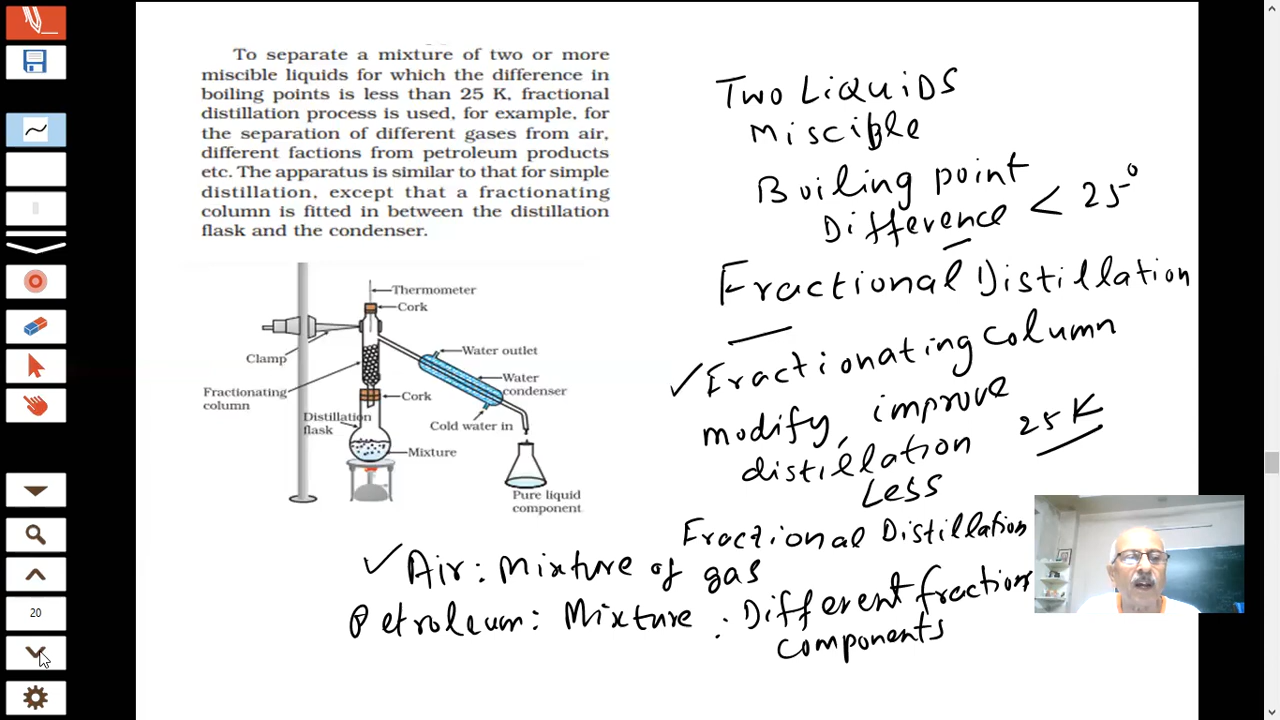 To separate a mixture of two or more
miscible liquids for which the difference in
boiling points is less than 25 K, fractional
distillation process is used, for example, for
the separation of different gases from air,
different factions from petroleum products
etc. The apparatus is similar to that for simple
distillation, except that a fractionating
column is fitted in between the distillation
flask and the condenser.
Thermometer
Cork
Clamp
Water outlet
Water
condenser
Fractionating
column
Cork
Distillation
flask
Cold water in
Mixture
Pure liquid
component
Two LiQuiDS
Miscible
Boiling point
Difference < 25°
Fractional Distillation
✓ Fractionating column
modify, improve
distillation 25 K
Less
Fractional Distillation
✓ Air: Mixture of gas
Petroleum: Mixture : Different fractions
components
20